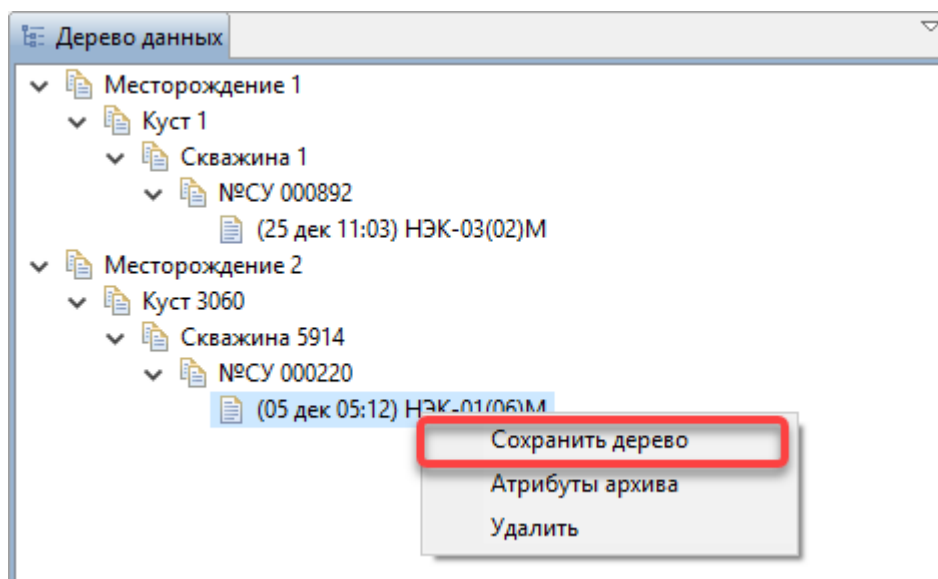 Дерево данных
Месторождение 1
Куст 1
Скважина 1
№СУ 000892
(25 дек 11:03) НЭК-03(02)М
Месторождение 2
Куст 3060
Скважина 5914
№СУ 000220
(05 дек 05:12) НЭК-01(06)М
Сохранить дерево
Атрибуты архива
Удалить